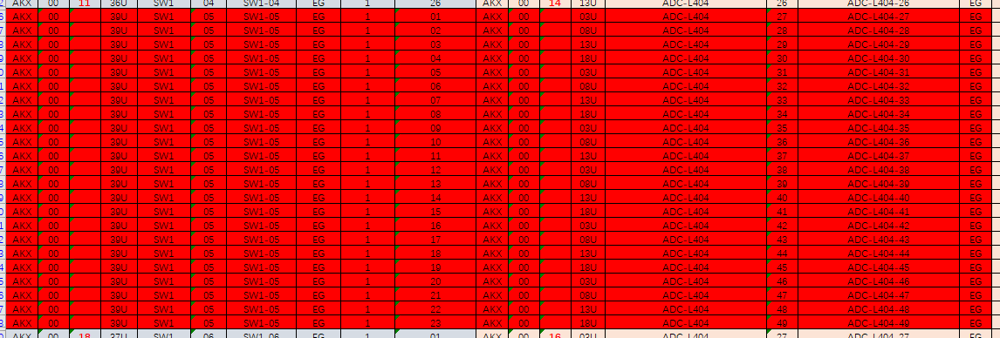 AKX 00 11 36U SW1 04 SW1-04 EG 1 26 AKX 00 14 13U ADC-L404 26 ADC-L404-26 EG
AKX 00 39U SW1 05 SW1-05 EG 1 01 AKX 00 03U ADC-L404 27 ADC-L404-27 EG
AKX 00 39U SW1 05 SW1-05 EG 1 02 AKX 00 08U ADC-L404 28 ADC-L404-28 EG
AKX 00 39U SW1 05 SW1-05 EG 1 03 AKX 00 13U ADC-L404 29 ADC-L404-29 EG
AKX 00 39U SW1 05 SW1-05 EG 1 04 AKX 00 18U ADC-L404 30 ADC-L404-30 EG
AKX 00 39U SW1 05 SW1-05 EG 1 05 AKX 00 03U ADC-L404 31 ADC-L404-31 EG
AKX 00 39U SW1 05 SW1-05 EG 1 06 AKX 00 08U ADC-L404 32 ADC-L404-32 EG
AKX 00 39U SW1 05 SW1-05 EG 1 07 AKX 00 13U ADC-L404 33 ADC-L404-33 EG
AKX 00 39U SW1 05 SW1-05 EG 1 08 AKX 00 18U ADC-L404 34 ADC-L404-34 EG
AKX 00 39U SW1 05 SW1-05 EG 1 09 AKX 00 03U ADC-L404 35 ADC-L404-35 EG
AKX 00 39U SW1 05 SW1-05 EG 1 10 AKX 00 08U ADC-L404 36 ADC-L404-36 EG
AKX 00 39U SW1 05 SW1-05 EG 1 11 AKX 00 13U ADC-L404 37 ADC-L404-37 EG
AKX 00 39U SW1 05 SW1-05 EG 1 12 AKX 00 03U ADC-L404 38 ADC-L404-38 EG
AKX 00 39U SW1 05 SW1-05 EG 1 13 AKX 00 08U ADC-L404 39 ADC-L404-39 EG
AKX 00 39U SW1 05 SW1-05 EG 1 14 AKX 00 13U ADC-L404 40 ADC-L404-40 EG
AKX 00 39U SW1 05 SW1-05 EG 1 15 AKX 00 18U ADC-L404 41 ADC-L404-41 EG
AKX 00 39U SW1 05 SW1-05 EG 1 16 AKX 00 03U ADC-L404 42 ADC-L404-42 EG
AKX 00 39U SW1 05 SW1-05 EG 1 17 AKX 00 08U ADC-L404 43 ADC-L404-43 EG
AKX 00 39U SW1 05 SW1-05 EG 1 18 AKX 00 13U ADC-L404 44 ADC-L404-44 EG
AKX 00 39U SW1 05 SW1-05 EG 1 19 AKX 00 18U ADC-L404 45 ADC-L404-45 EG
AKX 00 39U SW1 05 SW1-05 EG 1 20 AKX 00 03U ADC-L404 46 ADC-L404-46 EG
AKX 00 39U SW1 05 SW1-05 EG 1 21 AKX 00 08U ADC-L404 47 ADC-L404-47 EG
AKX 00 39U SW1 05 SW1-05 EG 1 22 AKX 00 13U ADC-L404 48 ADC-L404-48 EG
AKX 00 39U SW1 05 SW1-05 EG 1 23 AKX 00 18U ADC-L404 49 ADC-L404-49 EG
AKX 00 18 37U SW1 06 SW1-06 EG 1 01 AKX 00 16 03U ADC-L404 27 ADC-L404-27 EG